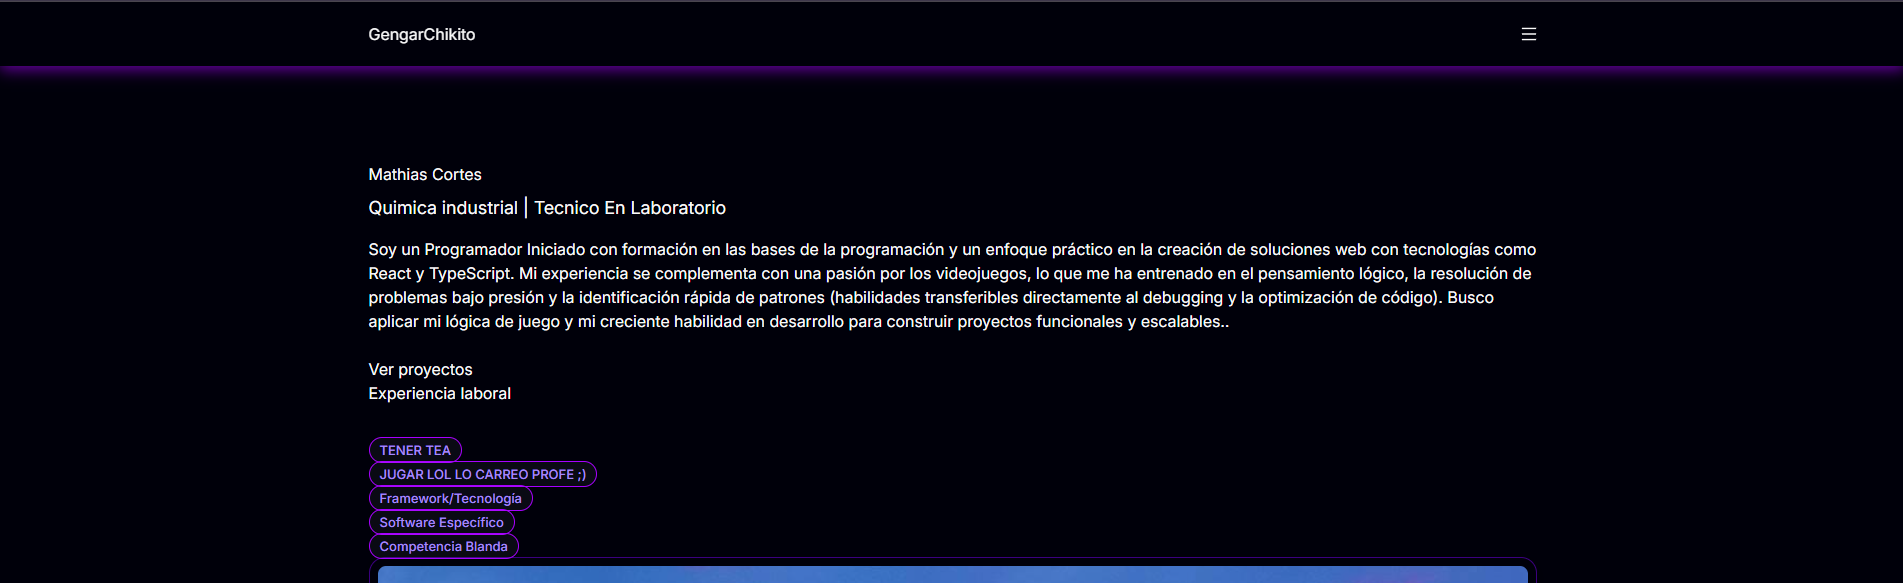 GengarChikito
Mathias Cortes
Quimica industrial | Tecnico En Laboratorio
Soy un Programador Iniciado con formación en las bases de la programación y un enfoque práctico en la creación de soluciones web con tecnologías como
React y TypeScript. Mi experiencia se complementa con una pasión por los videojuegos, lo que me ha entrenado en el pensamiento lógico, la resolución de
problemas bajo presión y la identificación rápida de patrones (habilidades transferibles directamente al debugging y la optimización de código). Busco
aplicar mi lógica de juego y mi creciente habilidad en desarrollo para construir proyectos funcionales y escalables..
Ver proyectos
Experiencia laboral
TENER TEA
JUGAR LOL LO CARREO PROFE ;)
Framework/Tecnología
Software Específico
Competencia Blanda